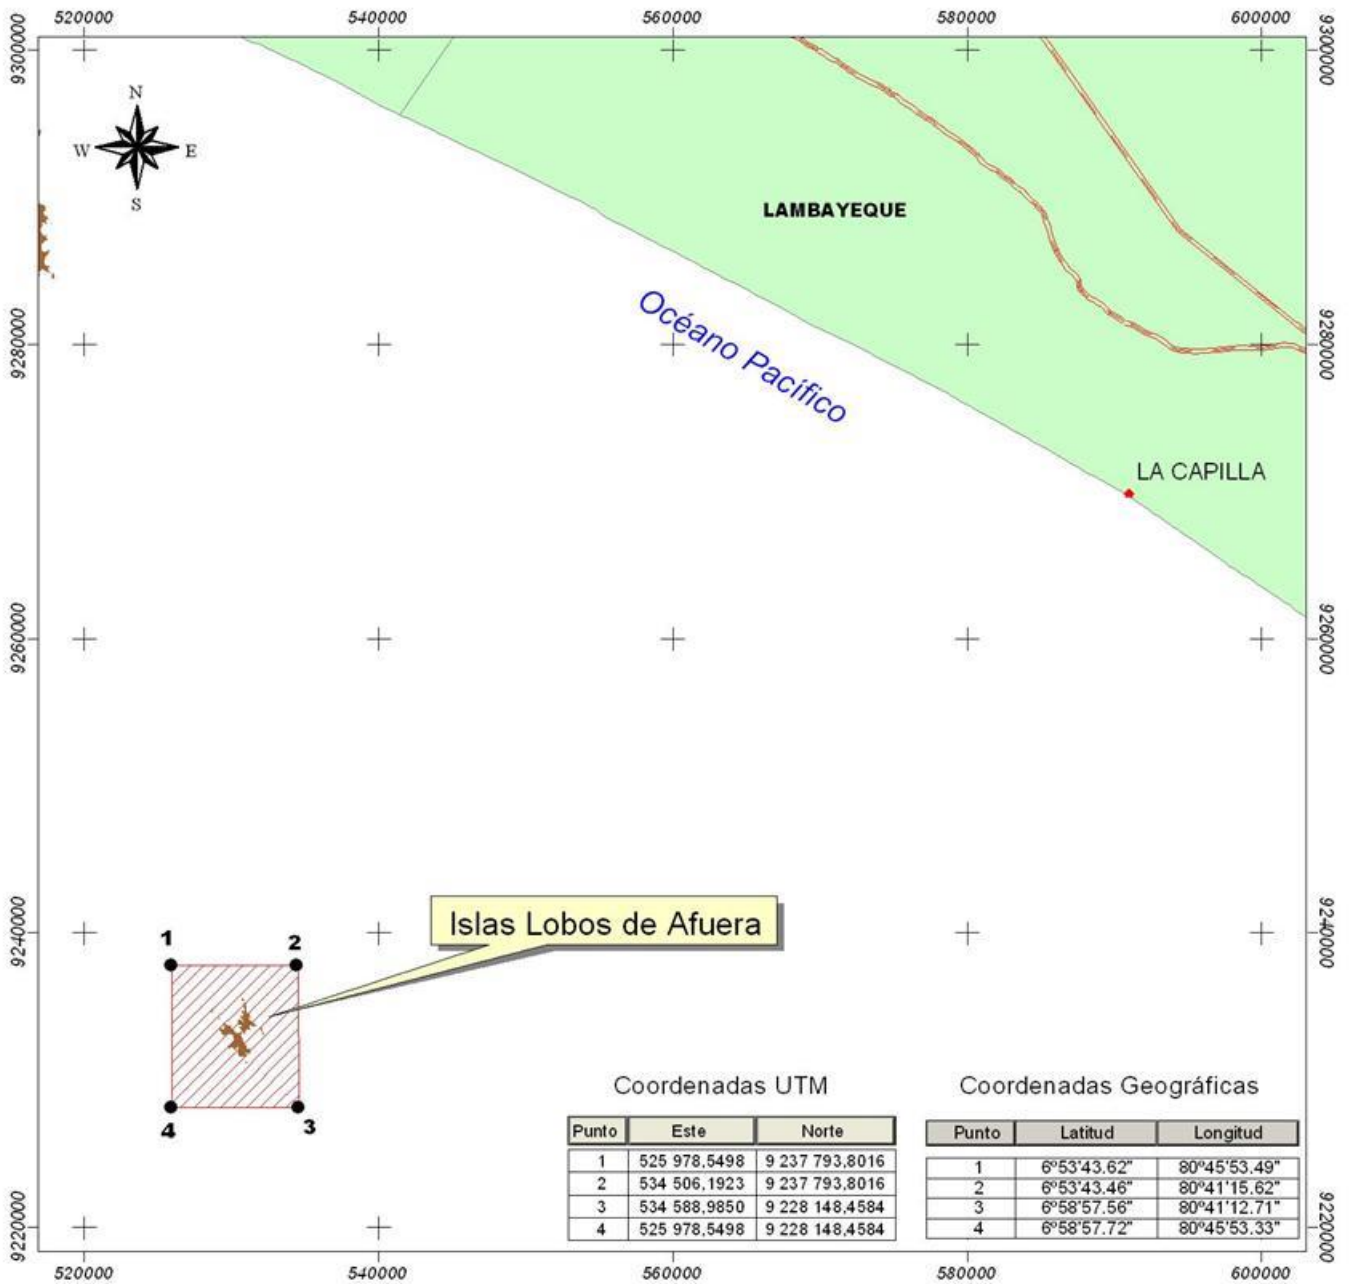 520000 540000 560000 580000 600000
9300000 9300000
N
W E
S
LAMBAYEQUE
Océano Pacífico
9280000 9280000
LA CAPILLA
9260000 9260000
Islas Lobos de Afuera
9240000 9240000
1 2
4 3
Coordenadas UTM
Punto Este Norte
1 525 978,5498 9 237 793,8016
2 534 506,1923 9 237 793,8016
3 534 588,9850 9 228 148,4584
4 525 978,5498 9 228 148,4584
Coordenadas Geográficas
Punto Latitud Longitud
1 6º53'43.62" 80º45'53.49"
2 6º53'43.46" 80º41'15.62"
3 6º58'57.56" 80º41'12.71"
4 6º58'57.72" 80º45'53.33"
9220000 9220000
520000 540000 560000 580000 600000